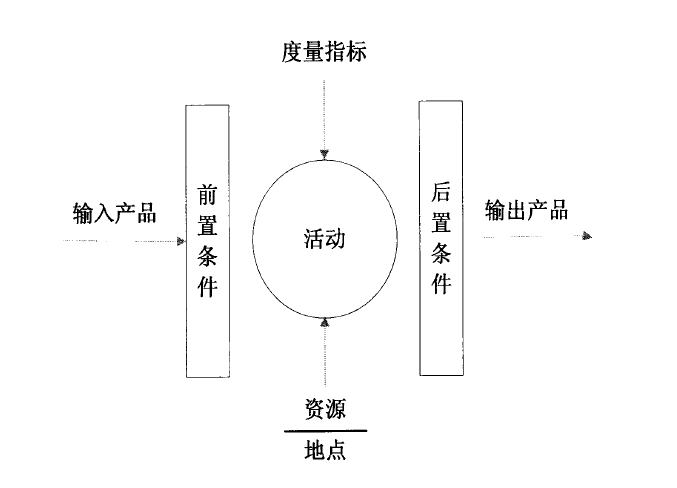 度量指标
输入产品
前置条件
活动
后置条件
输出产品
资源
地点